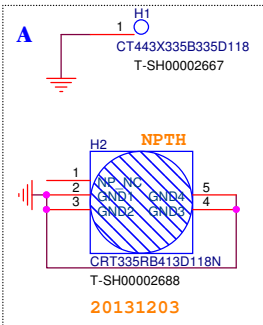 H1
A
1
CT443X335B335D118
T-SH00002667
H2
NPTH
1
NP_NC
2
GND1
GND4
5
3
GND2
GND3
4
CRT335RB413D118N
T-SH00002688
20131203